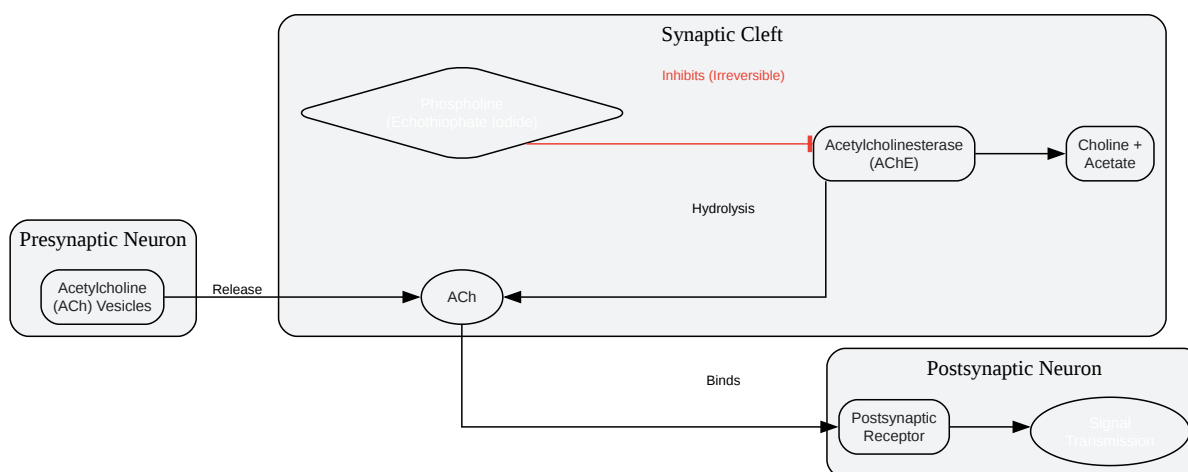 Synaptic Cleft
Inhibits (Irreversible)
Phospholine
(Echothiophate Iodide)
Acetylcholinesterase
(AChE)
Choline +
Acetate
Hydrolysis
Presynaptic Neuron
Acetylcholine
(ACh) Vesicles
Release
ACh
Postsynaptic Neuron
Binds
Postsynaptic
Receptor
Signal
Transmission